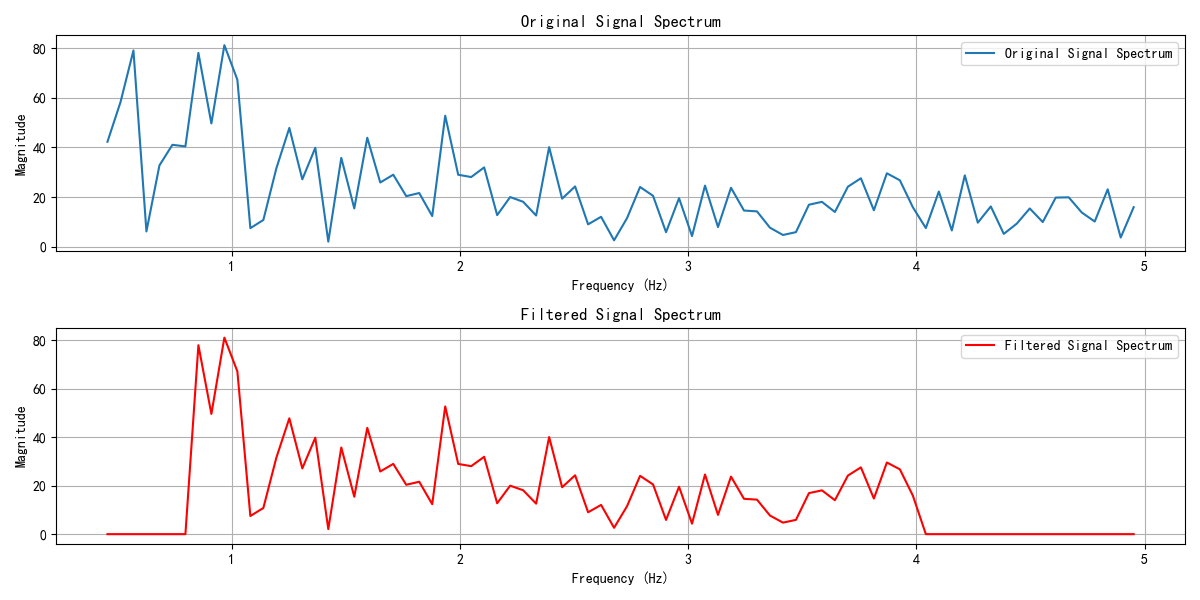 Original Signal Spectrum
Original Signal Spectrum
Magnitude
80
60
40
20
0
1 2 3 4 5
Frequency (Hz)
Filtered Signal Spectrum
Filtered Signal Spectrum
Magnitude
80
60
40
20
0
1 2 3 4 5
Frequency (Hz)